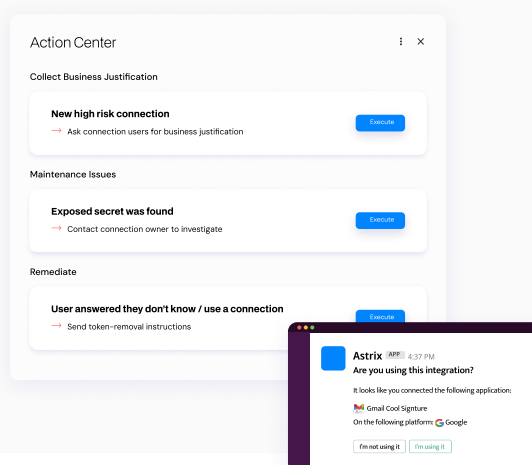 Action Center
Collect Business Justification
New high risk connection
→ Ask connection users for business justification
Execute
Maintenance Issues
Exposed secret was found
→ Contact connection owner to investigate
Execute
Remediate
User answered they don't know / use a connection
→ Send token-removal instructions
Execute
Astrix APP 4:37 PM
Are you using this integration?
It looks like you connected the following application:
Gmail Cool Signture
On the following platform: Google
I'm not using it
I'm using it